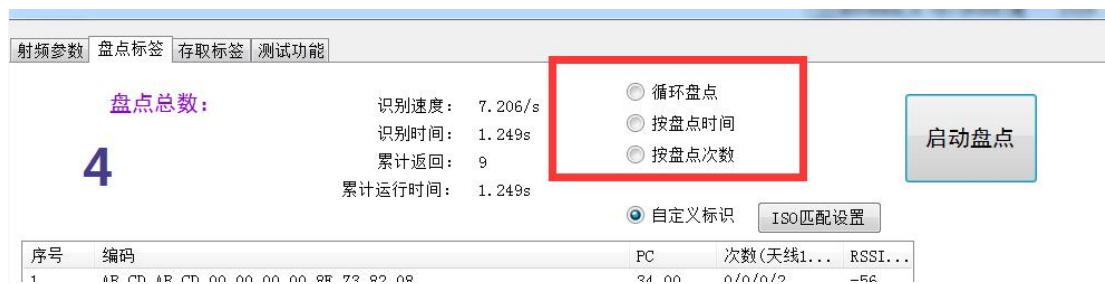 射频参数 盘点标签 存取标签 测试功能
盘点总数:
4
识别速度: 7.206/s
识别时间: 1.249s
累计返回: 9
累计运行时间: 1.249s
循环盘点
按盘点时间
按盘点次数
启动盘点
自定义标识 ISO匹配设置
序号 编码 PC 次数(天线1... RSSI...